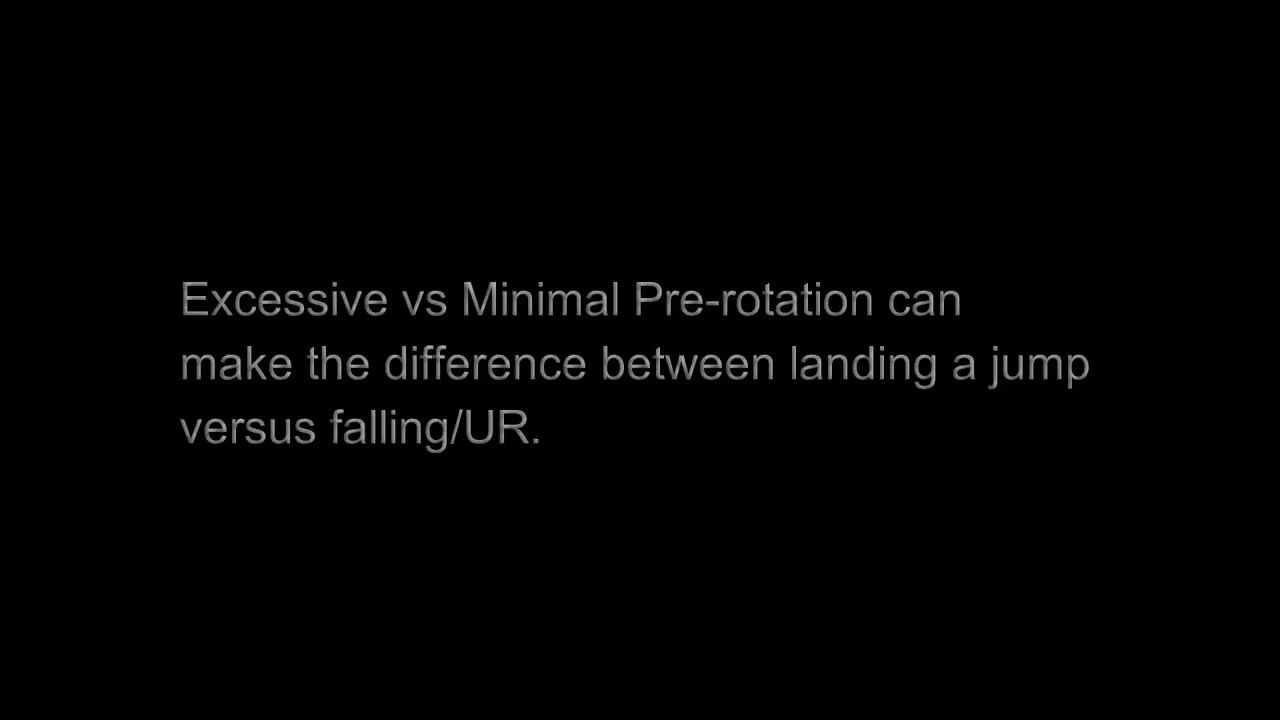 Excessive vs Minimal Pre-rotation can
make the difference between landing a jump
versus falling/UR.